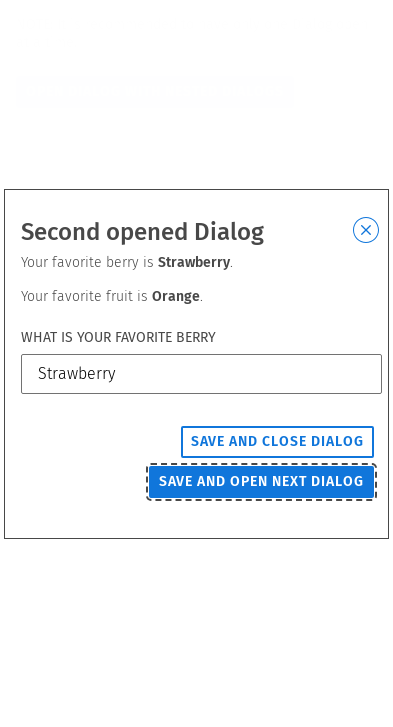 Second opened Dialog
Your favorite berry is Strawberry.
Your favorite fruit is Orange.
WHAT IS YOUR FAVORITE BERRY
Strawberry
SAVE AND CLOSE DIALOG
SAVE AND OPEN NEXT DIALOG